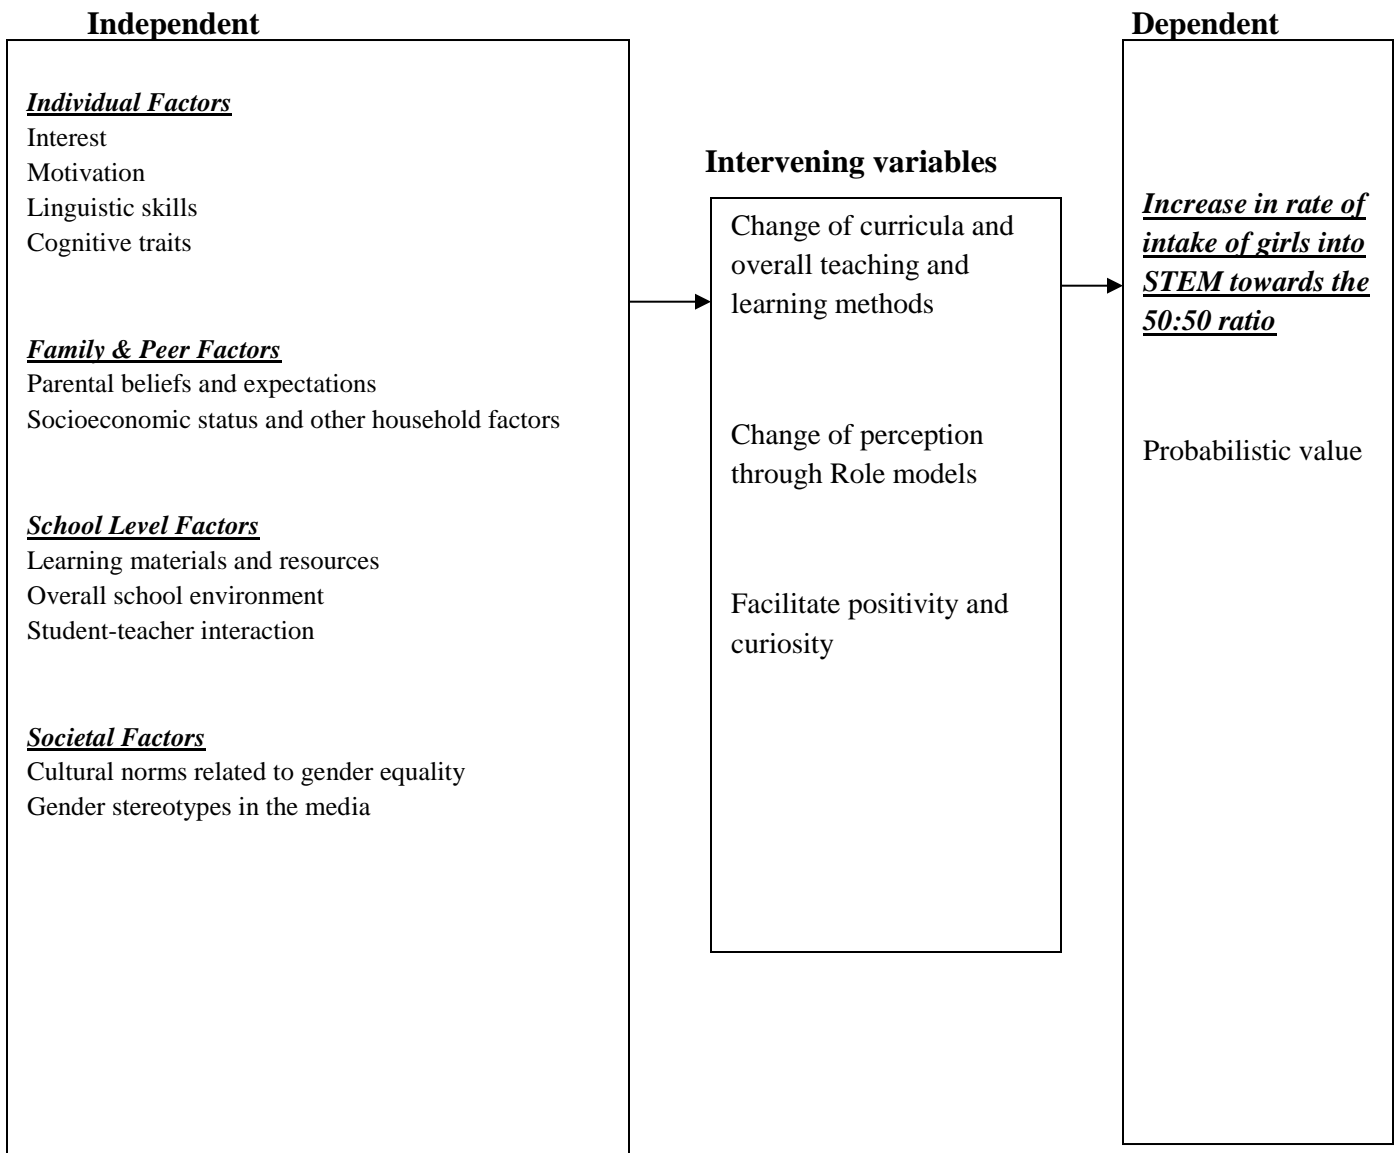 Independent
Individual Factors
Interest
Motivation
Linguistic skills
Cognitive traits
Family & Peer Factors
Parental beliefs and expectations
Socioeconomic status and other household factors
School Level Factors
Learning materials and resources
Overall school environment
Student-teacher interaction
Societal Factors
Cultural norms related to gender equality
Gender stereotypes in the media
Intervening variables
Change of curricula and
overall teaching and
learning methods
Change of perception
through Role models
Facilitate positivity and
curiosity
Dependent
Increase in rate of
intake of girls into
STEM towards the
50:50 ratio
Probabilistic value